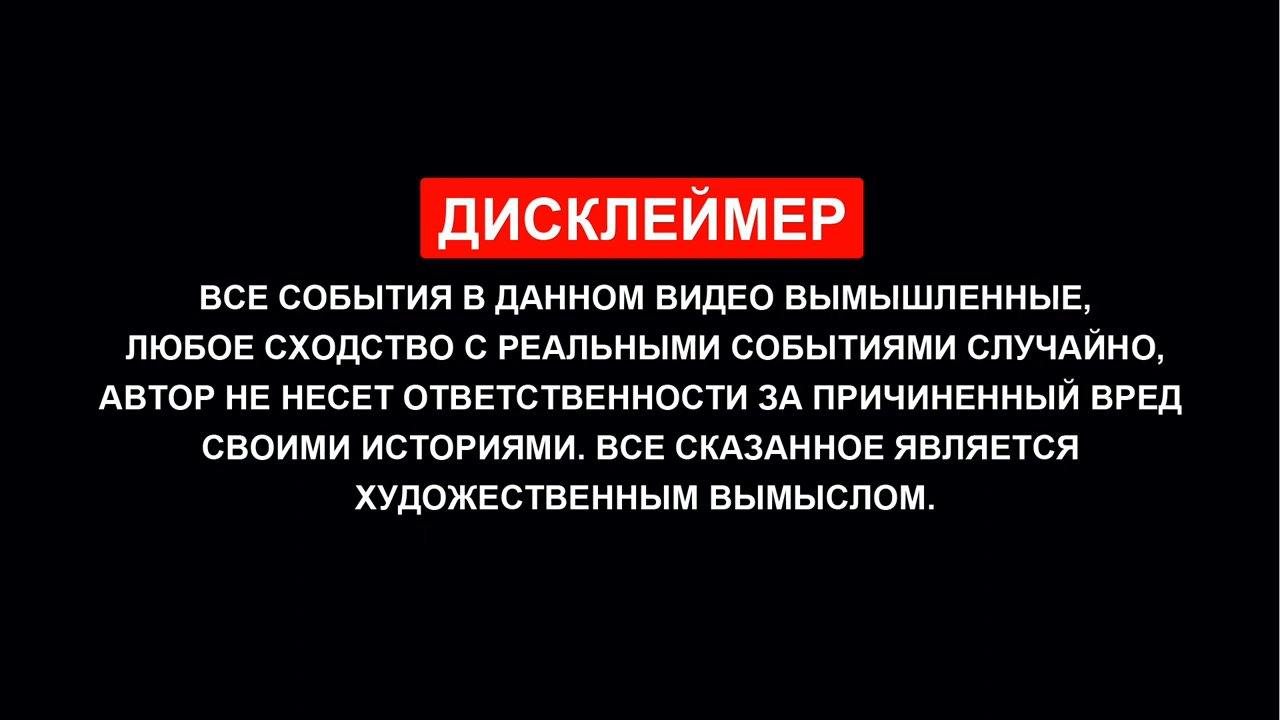 ДИСКЛЕЙМЕР
ВСЕ СОБЫТИЯ В ДАННОМ ВИДЕО ВЫМЫШЛЕННЫЕ,
ЛЮБОЕ СХОДСТВО С РЕАЛЬНЫМИ СОБЫТИЯМИ СЛУЧАЙНО,
АВТОР НЕ НЕСЕТ ОТВЕТСТВЕННОСТИ ЗА ПРИЧИНЕННЫЙ ВРЕД
СВОИМИ ИСТОРИЯМИ. ВСЕ СКАЗАННОЕ ЯВЛЯЕТСЯ
ХУДОЖЕСТВЕННЫМ ВЫМЫСЛОМ.